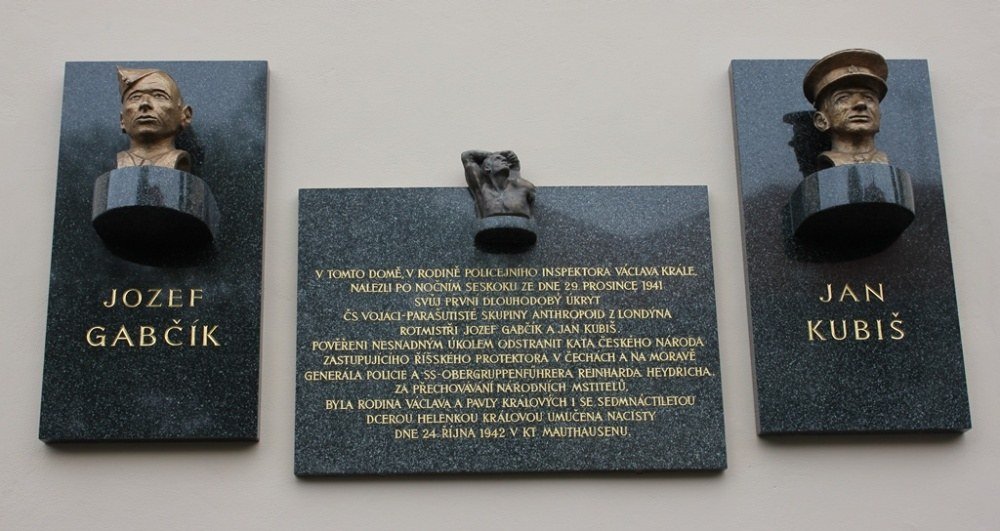 JOZEF
GABČÍK
V TOMTO DOMĚ, V RODINĚ POLICEJNIHO INSPEKTORA VÁCLAVA KRÁLE,
NALEZLI PO NOČNÍM SESKOKU ZE DNE 29. PROSINCE 1941
SVŮJ PRVNÍ DLOUHODOBÝ ÚKRYT
ČS VOJÁCI-PARAŠUTISTÉ SKUPINY ANTHROPOID Z LONDÝNA
ROTMISTŘI JOZEF GABČÍK A JAN KUBIŠ.
POVĚŘENI NESNADNÝM ÚKOLEM ODSTRANIT KATA ČESKÉHO NÁRODA
ZASTUPUJÍCÍHO ŘÍŠSKÉHO PROTEKTORA V ČECHÁCH A NA MORAVĚ
GENERÁLA POLICIE A SS-OBERGRUPPENFÜHRERA REINHARDA HEYDRICHA.
ZA PŘECHOVÁVÁNÍ NÁRODNÍCH MSTITELŮ,
BYLA RODINA VÁCLAVA A PAVLY KRÁLOVÝCH I SE SEDMNÁCTILETOU
DCEROU HELENKOU KRÁLOVOU UMUČENA NACISTY
DNE 24. ŘÍJNA 1942 V KT MAUTHAUSENU.
JAN
KUBIŠ